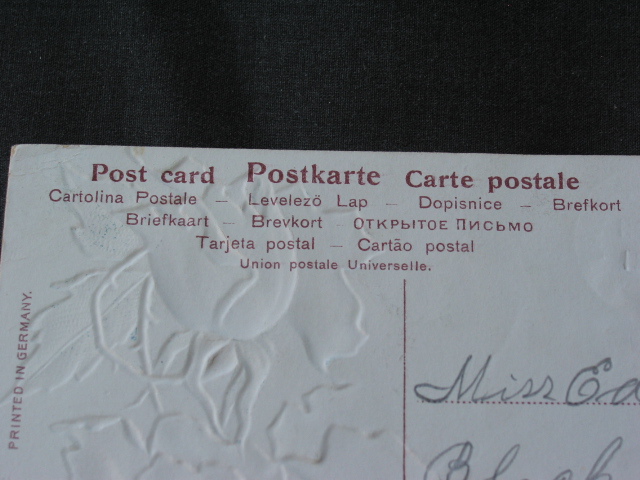 Post card Postkarte Carte postale
Cartolina Postale — Levelezö Lap — Dopisnice — Brefkort
Briefkaart — Brevkort — Открытое Письмо
Tarjeta postal — Cartão postal
Union postale Universelle.
PRINTED IN GERMANY.
Miss